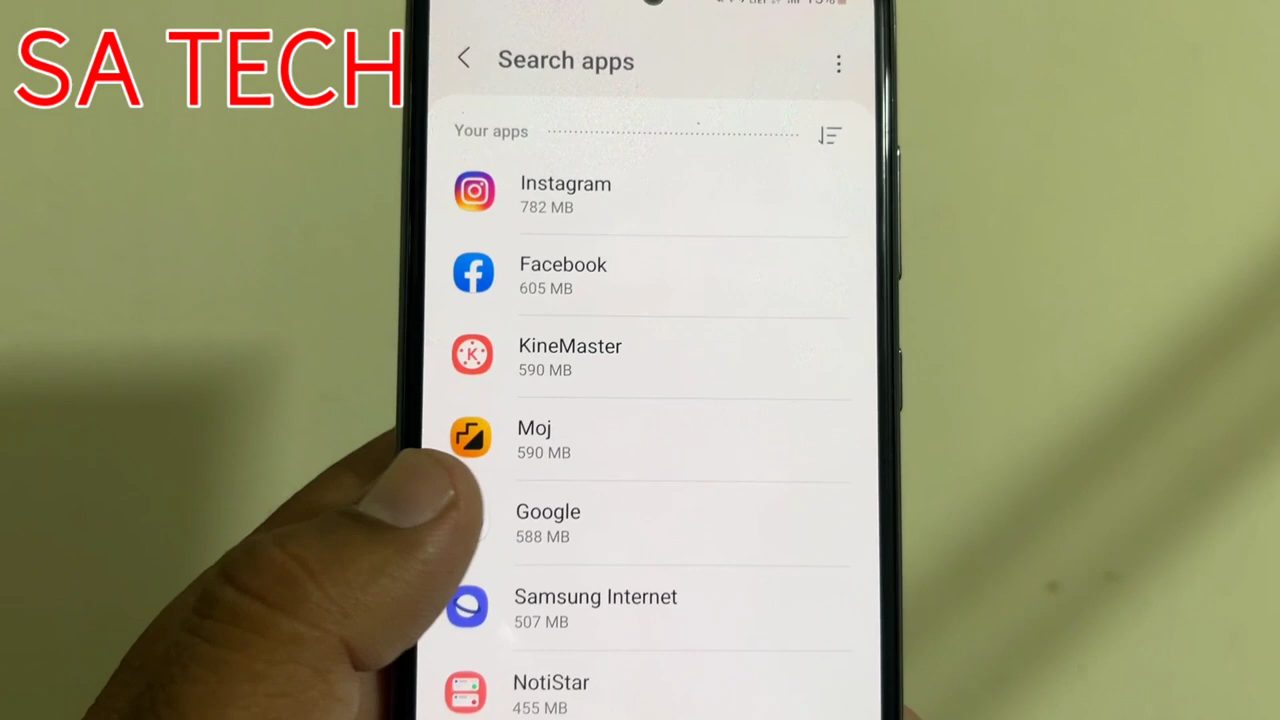 SA TECH
Search apps
Your apps
Instagram
782 MB
Facebook
605 MB
KineMaster
590 MB
Moj
590 MB
Google
588 MB
Samsung Internet
507 MB
NotiStar
455 MB